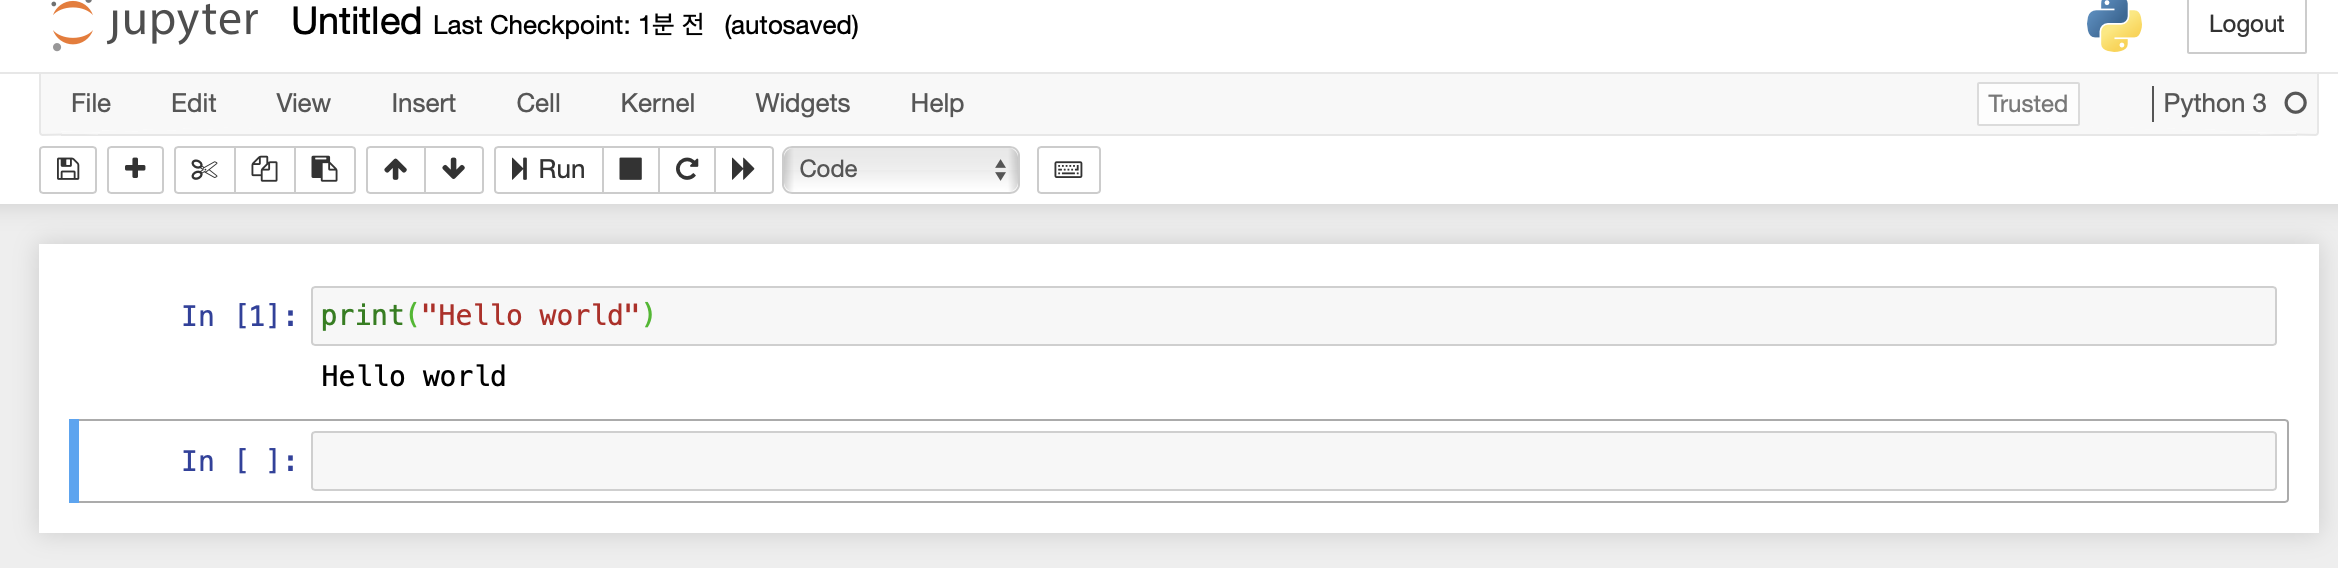 jupyter Untitled Last Checkpoint: 1분 전 (autosaved) Logout
File Edit View Insert Cell Kernel Widgets Help Trusted Python 3
Run Code
In [1]: print("Hello world")
Hello world
In [ ]: